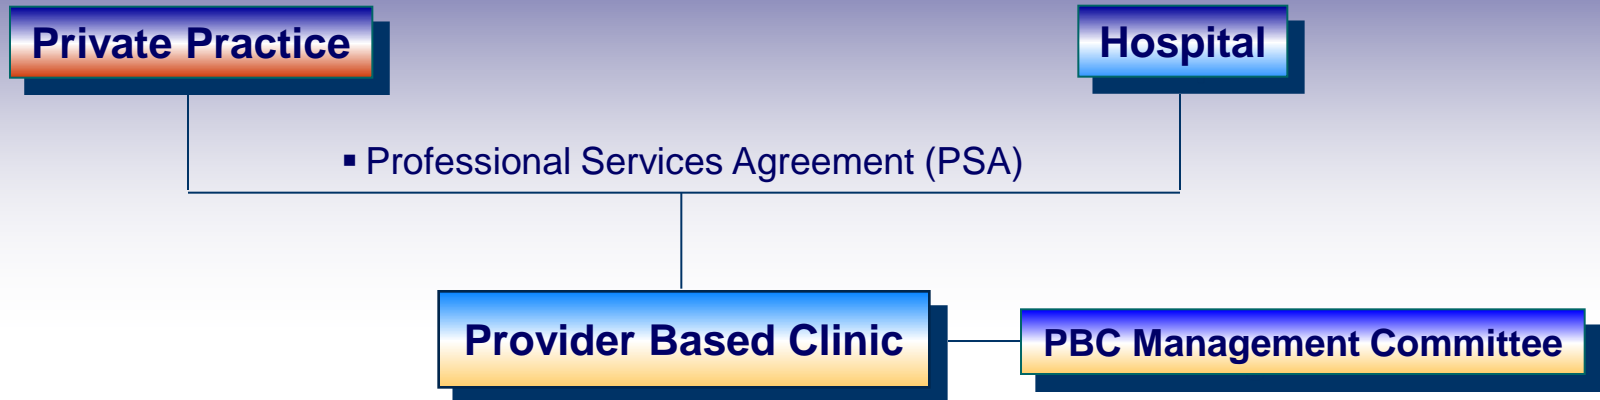 Private Practice
Hospital
▪ Professional Services Agreement (PSA)
Provider Based Clinic
PBC Management Committee